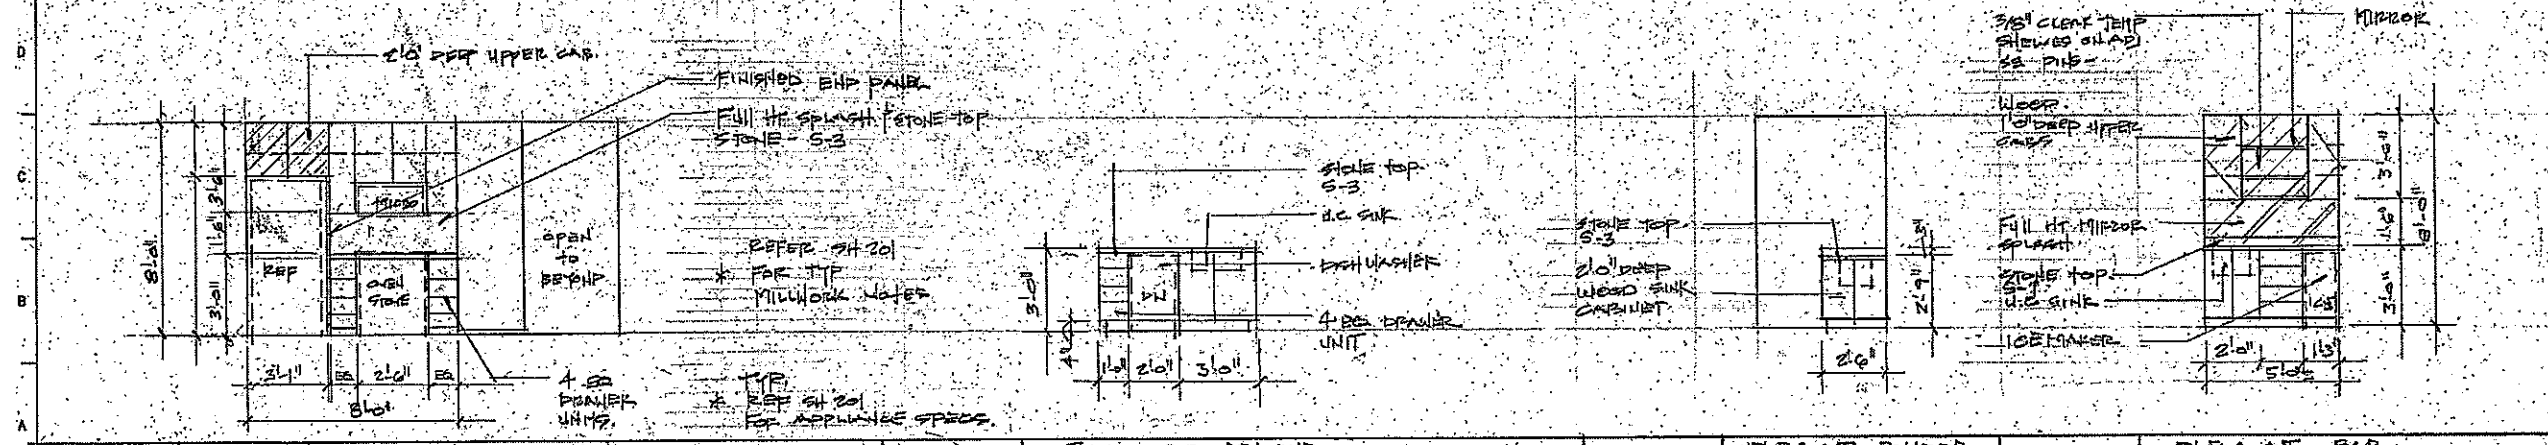 D
C
B
A
2'0" DEEP UPPER CAB.
FINISHED END PANEL
FULL HT SPLASH & STONE TOP
STONE - S-3
MICRO
REF
OVEN
STOVE
OPEN
TO
BEYOND
8'0"
3'6"
1'6"
3'0"
3'1"
EQ
2'6"
EQ
8'0"
4 EQ
DRAWER
UNITS.
REFER SH 201
* FOR TYP
MILLWORK NOTES
TYP.
* REF SH 201
FOR APPLIANCE SPECS.
STONE TOP
S-3
U.C SINK
DISHWASHER
4 EQ. DRAWER
UNIT
DW
3'0"
4"
1'0"
2'0"
3'0"
STONE TOP
S-3
2'0" DEEP
WOOD SINK
CABINET
3"
2'9"
2'6"
3/8" CLEAR TEMP
SHELVES ON ADJ
SS PINS
MIRROR
WOOD
1'0" DEEP UPPER
CABS
FULL HT MIRROR
SPLASH
STONE TOP
U.C SINK
ICEMAKER
ICE
3'6"
1'6"
3'0"
8'0"
2'0"
1'3"